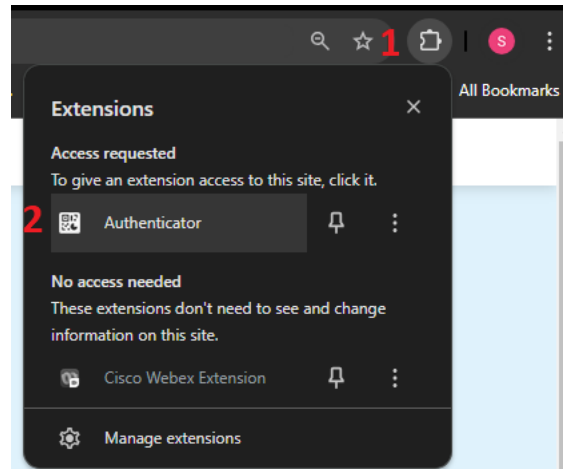 1
S
All Bookmarks
Extensions
Access requested
To give an extension access to this site, click it.
2
Authenticator
No access needed
These extensions don't need to see and change
information on this site.
Cisco Webex Extension
Manage extensions